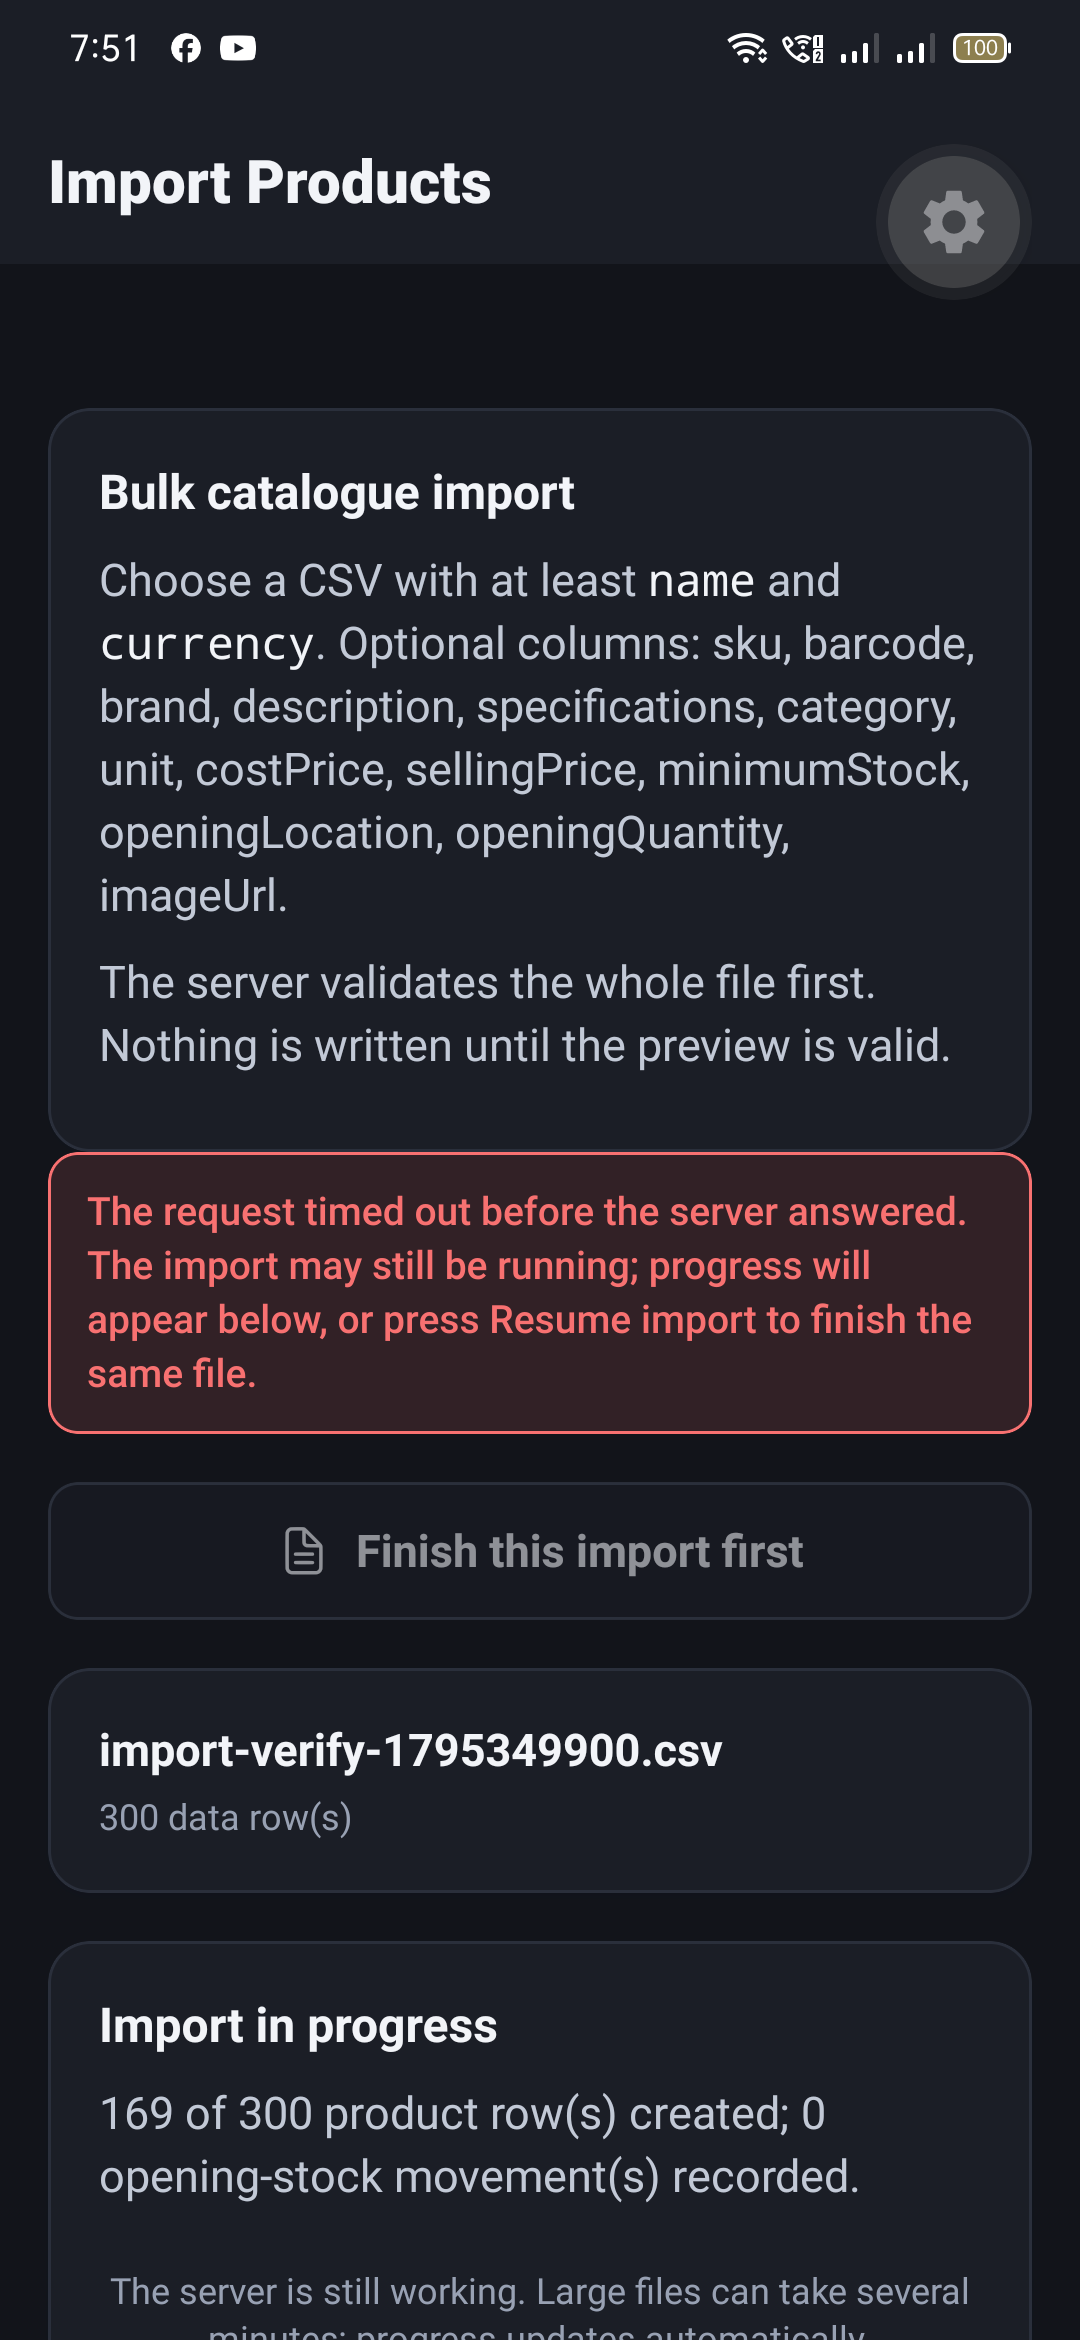 7:51
100
Import Products
Bulk catalogue import
Choose a CSV with at least name and
currency. Optional columns: sku, barcode,
brand, description, specifications, category,
unit, costPrice, sellingPrice, minimumStock,
openingLocation, openingQuantity,
imageUrl.
The server validates the whole file first.
Nothing is written until the preview is valid.
The request timed out before the server answered.
The import may still be running; progress will
appear below, or press Resume import to finish the
same file.
Finish this import first
import-verify-1795349900.csv
300 data row(s)
Import in progress
169 of 300 product row(s) created; 0
opening-stock movement(s) recorded.
The server is still working. Large files can take several
minutes; progress updates automatically.